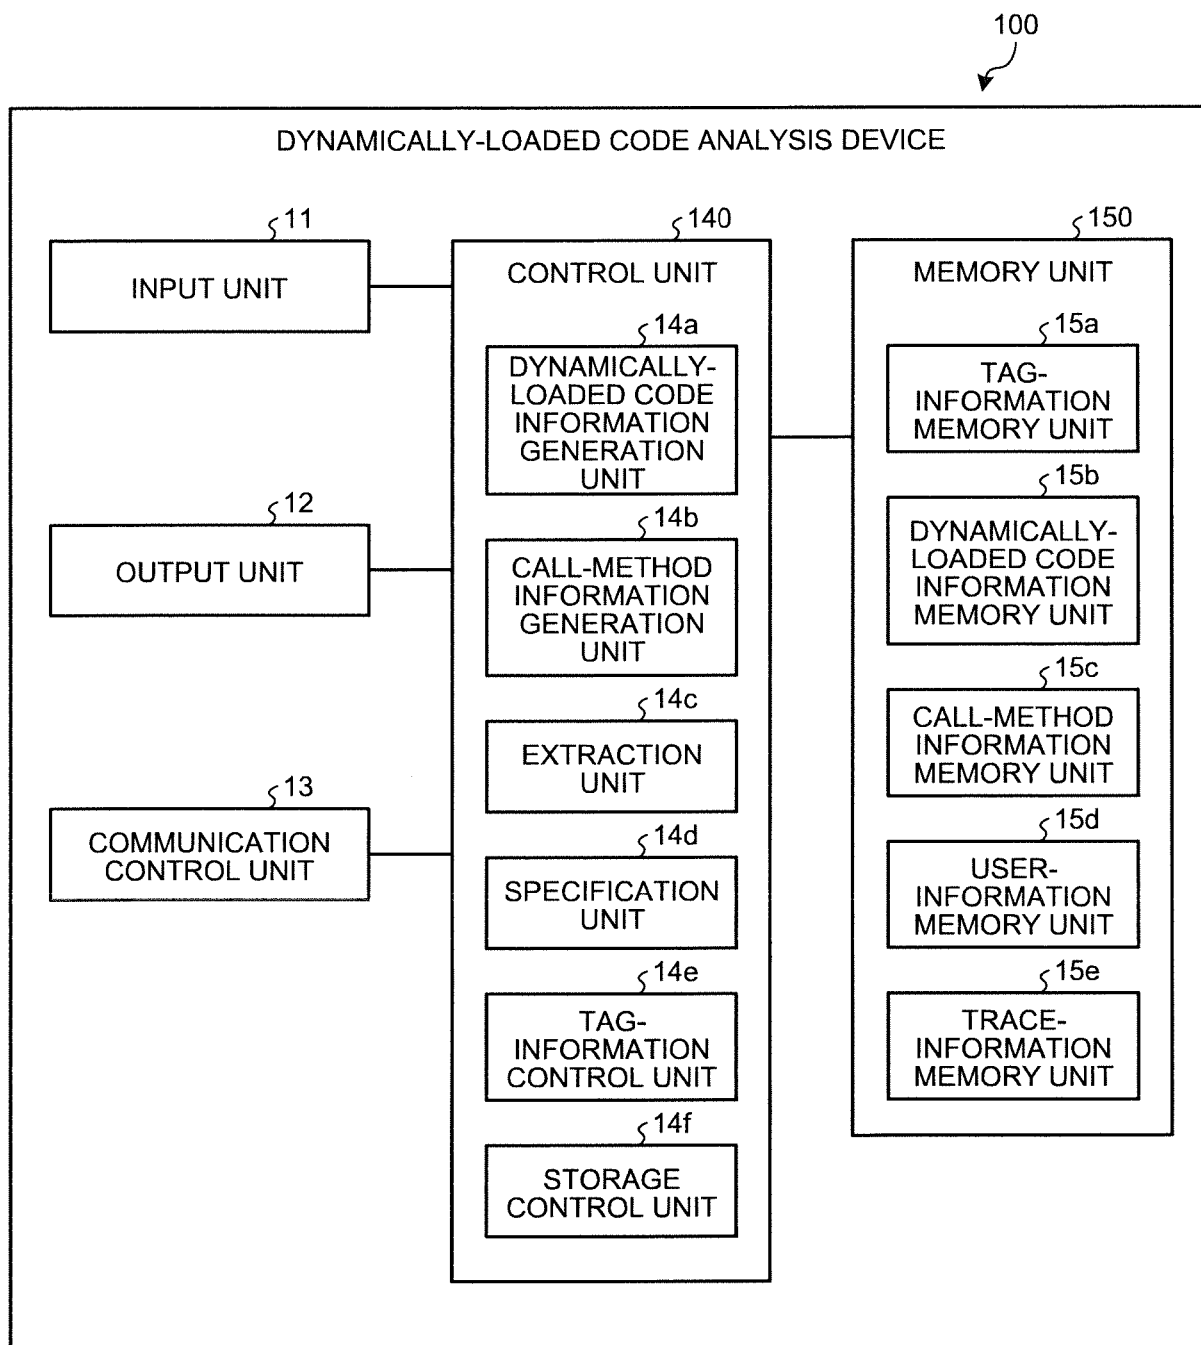 100
DYNAMICALLY-LOADED CODE ANALYSIS DEVICE
11
INPUT UNIT
12
OUTPUT UNIT
13
COMMUNICATION
CONTROL UNIT
140
CONTROL UNIT
14a
DYNAMICALLY-
LOADED CODE
INFORMATION
GENERATION
UNIT
14b
CALL-METHOD
INFORMATION
GENERATION
UNIT
14c
EXTRACTION
UNIT
14d
SPECIFICATION
UNIT
14e
TAG-
INFORMATION
CONTROL UNIT
14f
STORAGE
CONTROL UNIT
150
MEMORY UNIT
15a
TAG-
INFORMATION
MEMORY UNIT
15b
DYNAMICALLY-
LOADED CODE
INFORMATION
MEMORY UNIT
15c
CALL-METHOD
INFORMATION
MEMORY UNIT
15d
USER-
INFORMATION
MEMORY UNIT
15e
TRACE-
INFORMATION
MEMORY UNIT